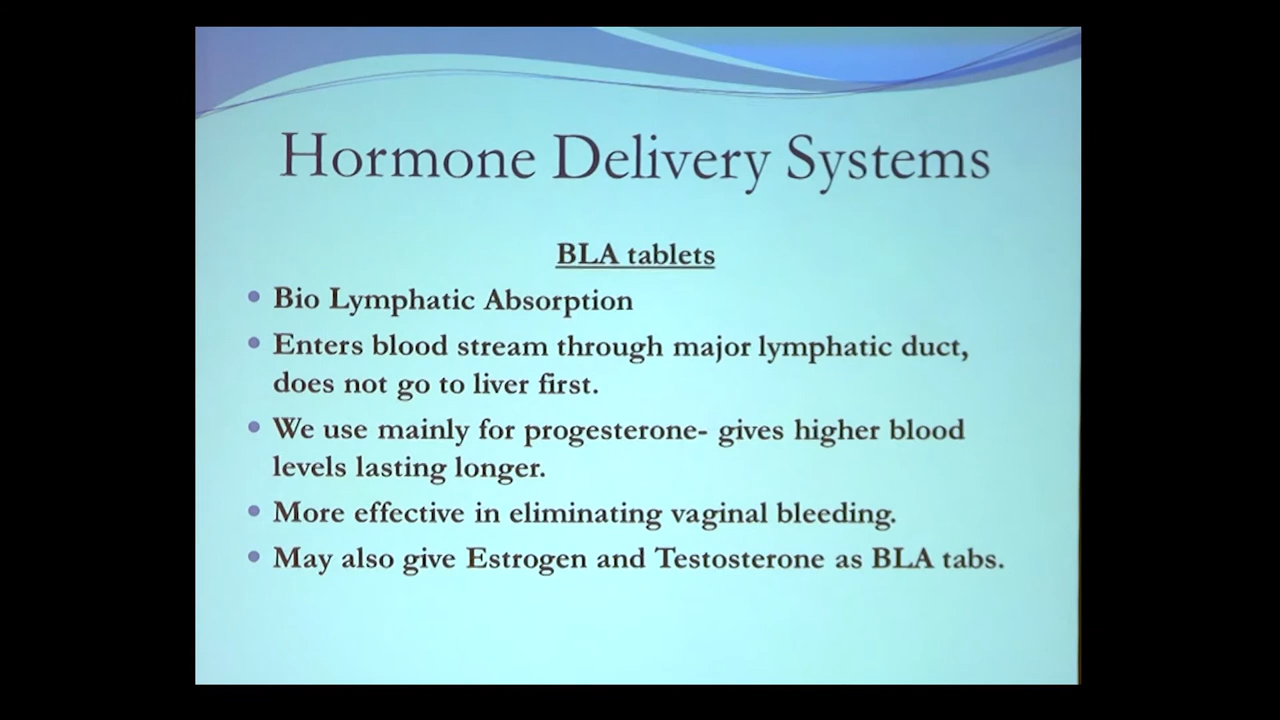 Hormone Delivery Systems
BLA tablets
Bio Lymphatic Absorption
Enters blood stream through major lymphatic duct,
does not go to liver first.
We use mainly for progesterone- gives higher blood
levels lasting longer.
More effective in eliminating vaginal bleeding.
May also give Estrogen and Testosterone as BLA tabs.